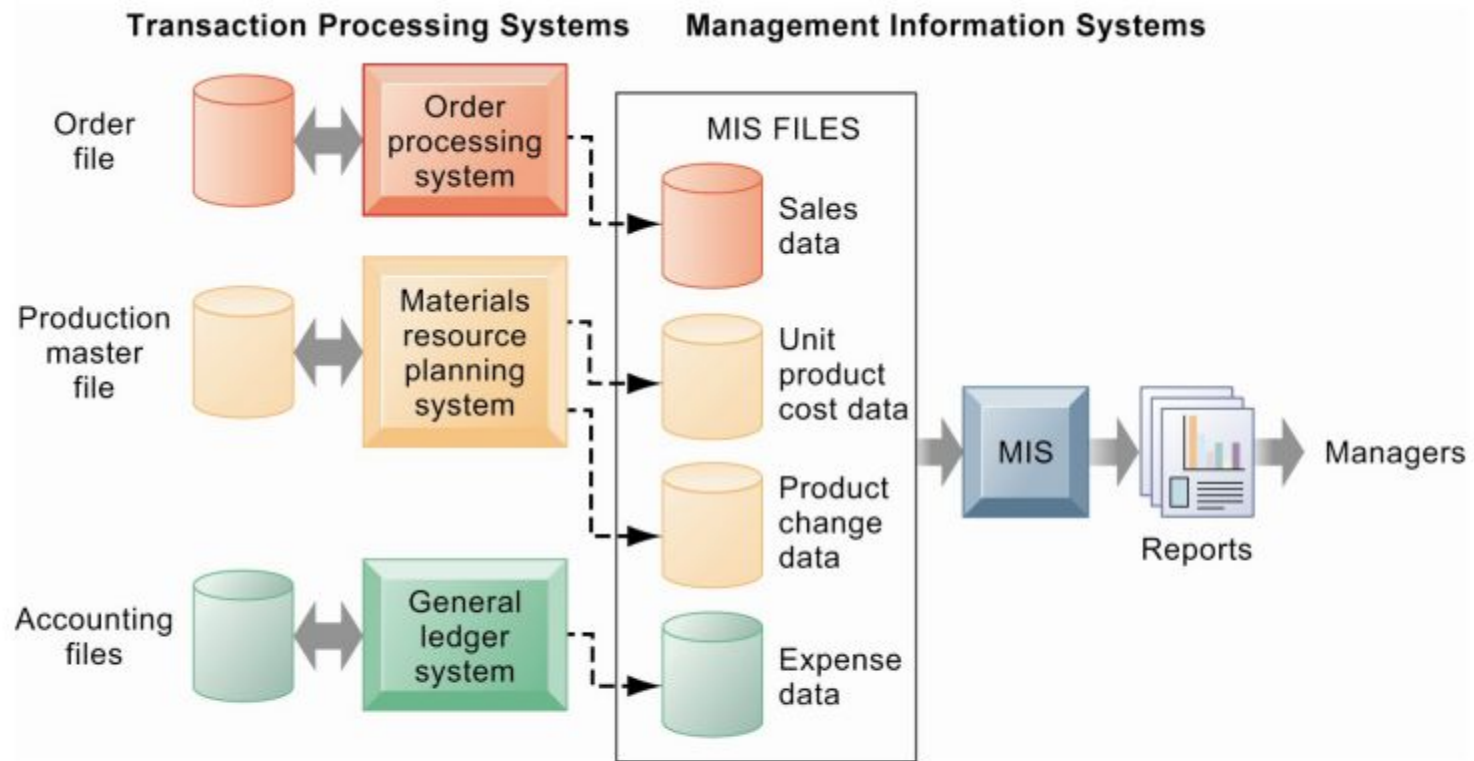 Transaction Processing Systems
Management Information Systems
Order
file
Order
processing
system
MIS FILES
Sales
data
Production
master
file
Materials
resource
planning
system
Unit
product
cost data
MIS
Managers
Product
change
data
Reports
Accounting
files
General
ledger
system
Expense
data